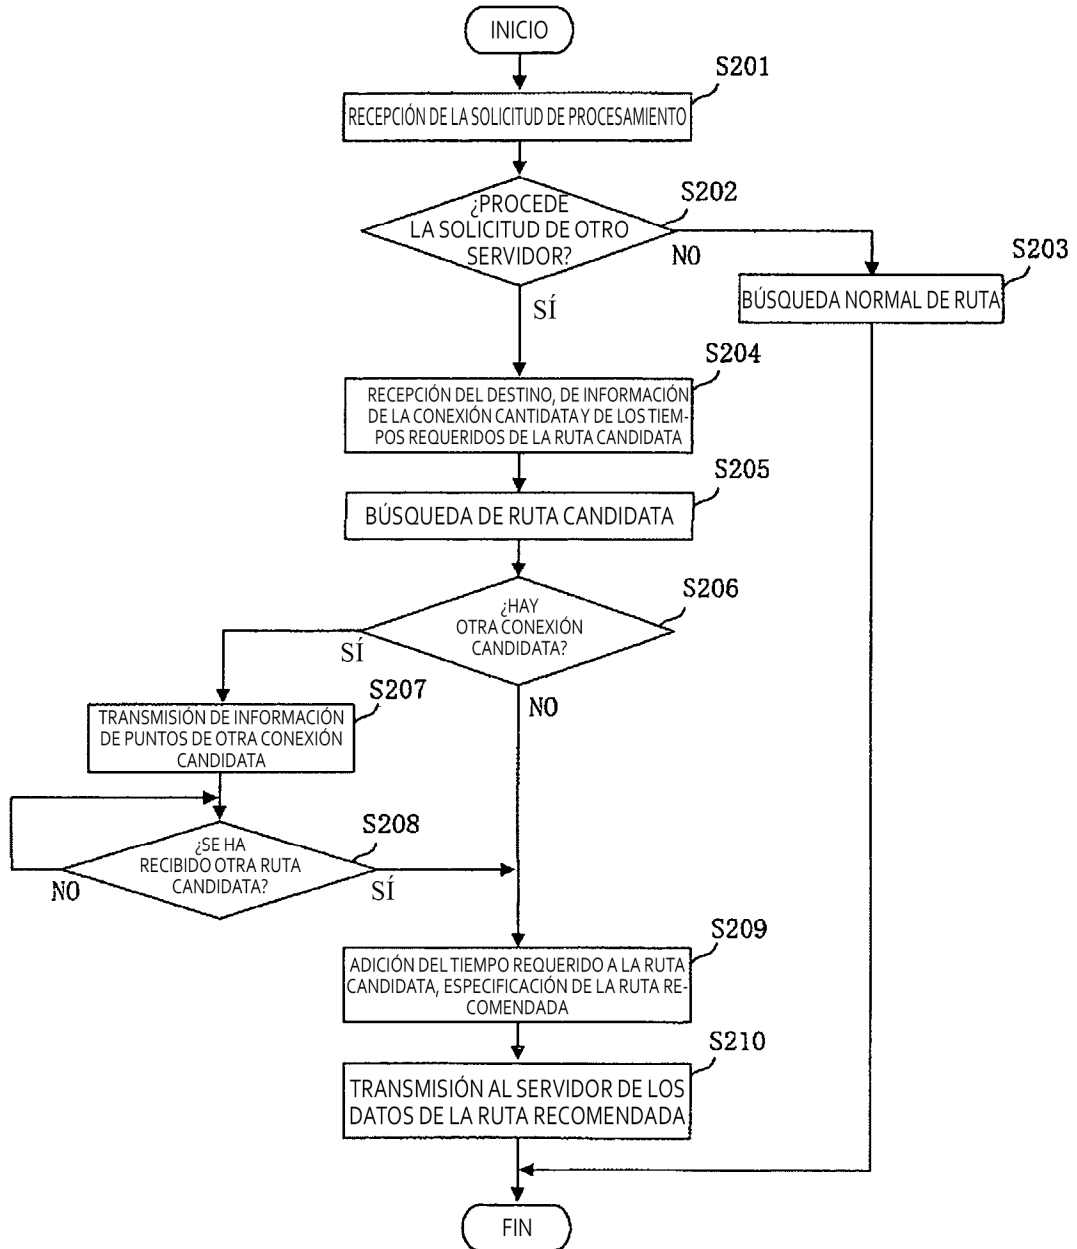 INICIO
S201
RECEPCIÓN DE LA SOLICITUD DE PROCESAMIENTO
S202
¿PROCEDE
LA SOLICITUD DE OTRO
SERVIDOR?
NO
SÍ
S203
BÚSQUEDA NORMAL DE RUTA
S204
RECEPCIÓN DEL DESTINO, DE INFORMACIÓN
DE LA CONEXIÓN CANTIDATA Y DE LOS TIEM-
POS REQUERIDOS DE LA RUTA CANDIDATA
S205
BÚSQUEDA DE RUTA CANDIDATA
S206
¿HAY
OTRA CONEXIÓN
CANDIDATA?
SÍ
NO
S207
TRANSMISIÓN DE INFORMACIÓN
DE PUNTOS DE OTRA CONEXIÓN
CANDIDATA
S208
¿SE HA
RECIBIDO OTRA RUTA
CANDIDATA?
NO
SÍ
S209
ADICIÓN DEL TIEMPO REQUERIDO A LA RUTA
CANDIDATA, ESPECIFICACIÓN DE LA RUTA RE-
COMENDADA
S210
TRANSMISIÓN AL SERVIDOR DE LOS
DATOS DE LA RUTA RECOMENDADA
FIN